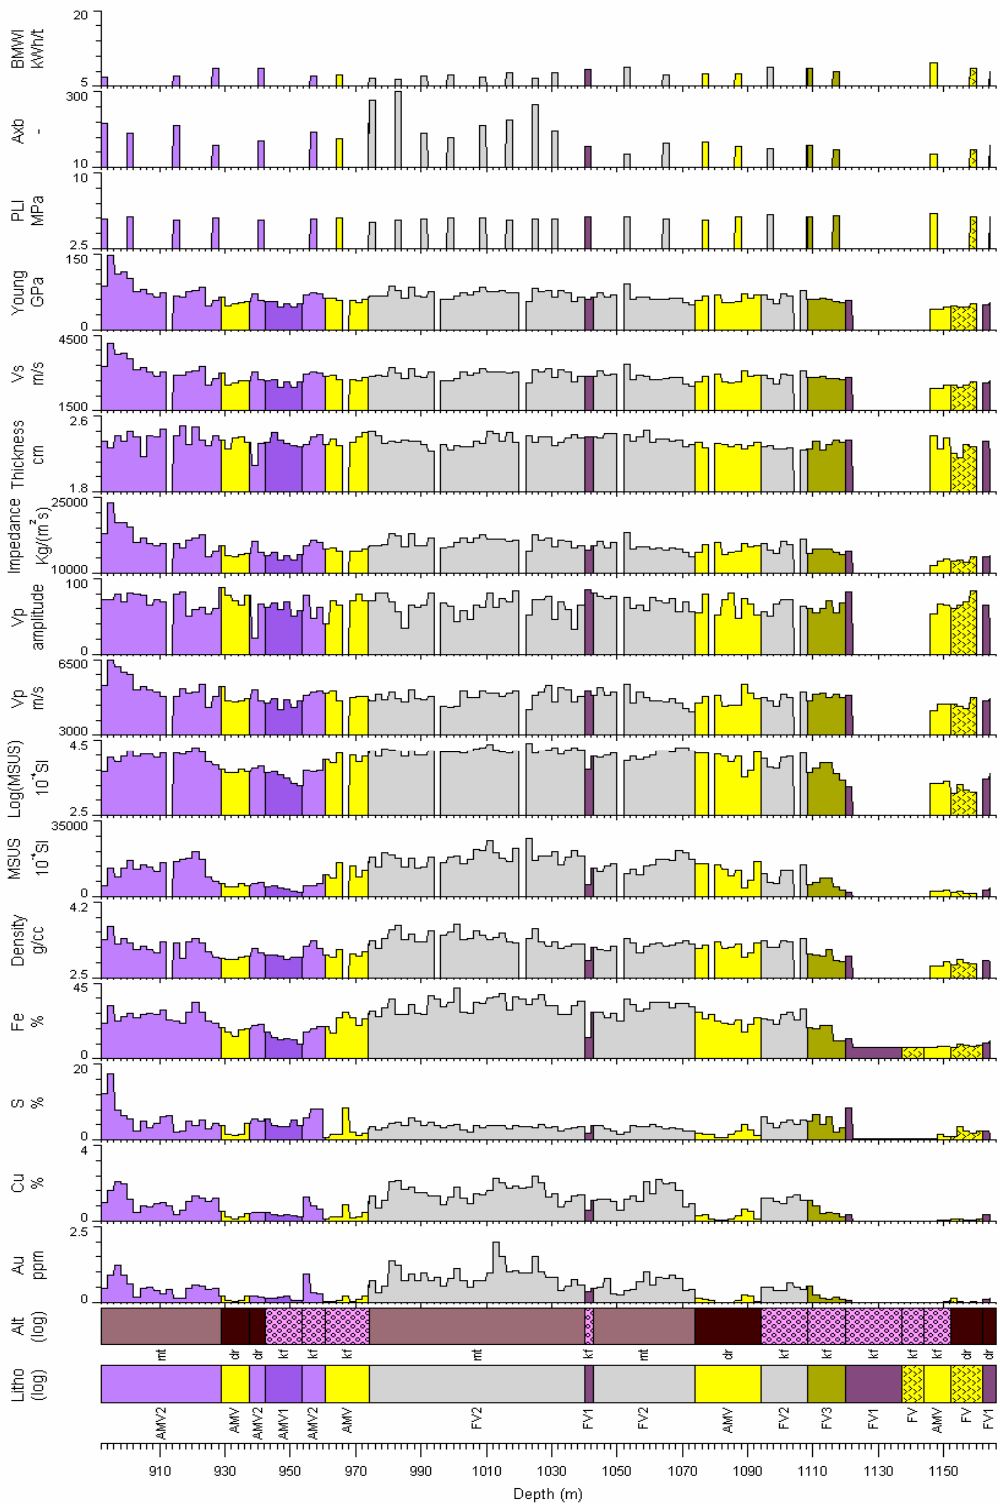 20
BMWI
kWh/t
5
300
Axb
-
10
10
PLI
MPa
2.5
150
Young
GPa
0
4500
Vs
m/s
1500
2.6
Thickness
cm
1.8
25000
Impedance
Kg/(m²s)
10000
100
Vp
amplitude
0
6500
Vp
m/s
3000
4.5
Log(MSUS)
10⁻⁴SI
2.5
35000
MSUS
10⁻⁴SI
0
4.2
Density
g/cc
2.5
45
Fe
%
0
20
S
%
0
4
Cu
%
0
2.5
Au
ppm
0
Alt
(log)
mt dr dr kf kf kf mt kf mt dr kf kf kf kf kf dr dr
Litho
(log)
AMV2 AMV AMV2 AMV1 AMV2 AMV FV2 FV1 FV2 AMV FV2 FV3 FV1 FV AMV FV FV1
910 930 950 970 990 1010 1030 1050 1070 1090 1110 1130 1150
Depth (m)